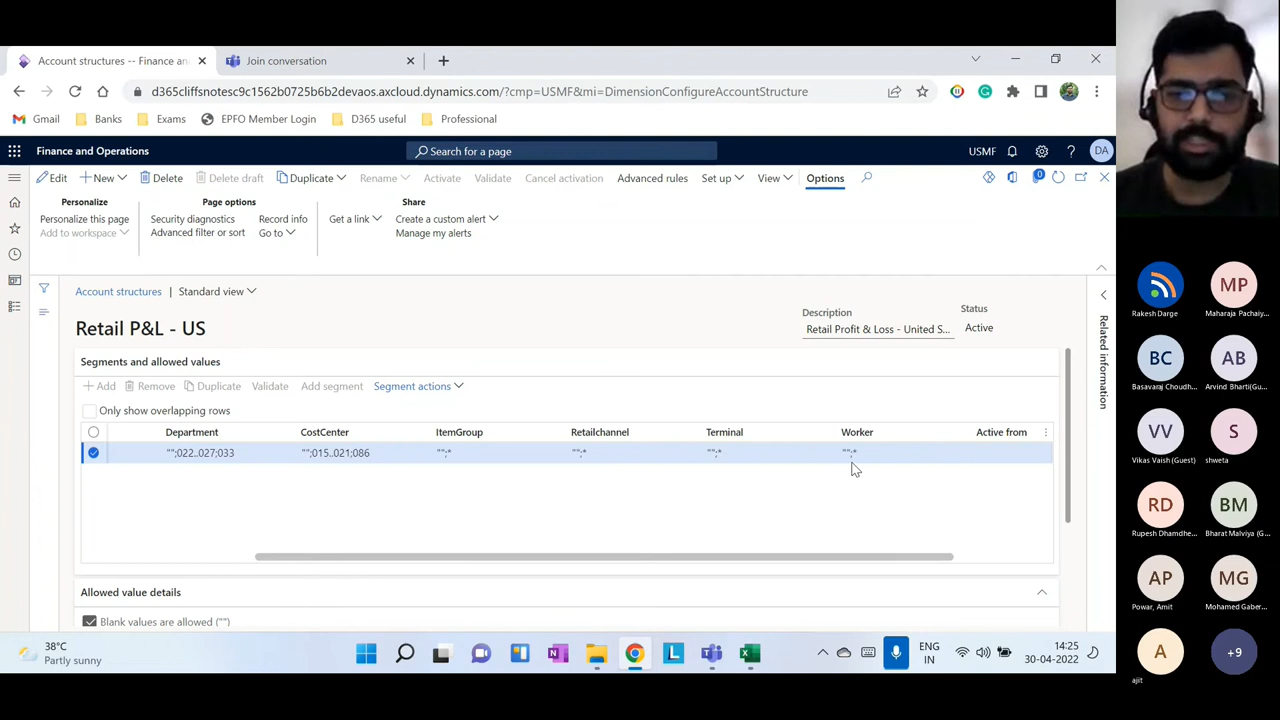 Account structures -- Finance an
Join conversation
d365cliffsnotesc9c1562b0725b6b2devaos.axcloud.dynamics.com/?cmp=USMF&mi=DimensionConfigureAccountStructure
Gmail
Banks
Exams
EPFO Member Login
D365 useful
Professional
Finance and Operations
Search for a page
USMF
DA
Edit
New
Delete
Delete draft
Duplicate
Rename
Activate
Validate
Cancel activation
Advanced rules
Set up
View
Options
0
Personalize
Page options
Share
Personalize this page
Security diagnostics
Record info
Get a link
Create a custom alert
Add to workspace
Advanced filter or sort
Go to
Manage my alerts
Account structures | Standard view
Retail P&L - US
Description
Retail Profit & Loss - United S...
Status
Active
Related information
Segments and allowed values
Add
Remove
Duplicate
Validate
Add segment
Segment actions
Only show overlapping rows
Department
CostCenter
ItemGroup
Retailchannel
Terminal
Worker
Active from
"";022..027;033
"";015..021;086
"";*
"";*
"";*
"";*
Allowed value details
Blank values are allowed ("")
38°C
Partly sunny
ENG
IN
14:25
30-04-2022
Rakesh Darge
MP
Maharaja Pachaiy...
BC
Basavaraj Choudh...
AB
Arvind Bharti(Gu...
VV
Vikas Vaish (Guest)
S
shweta
RD
Rupesh Dhamdhe...
BM
Bharat Malviya (G...
AP
Powar, Amit
MG
Mohamed Gaber...
A
ajit
+9